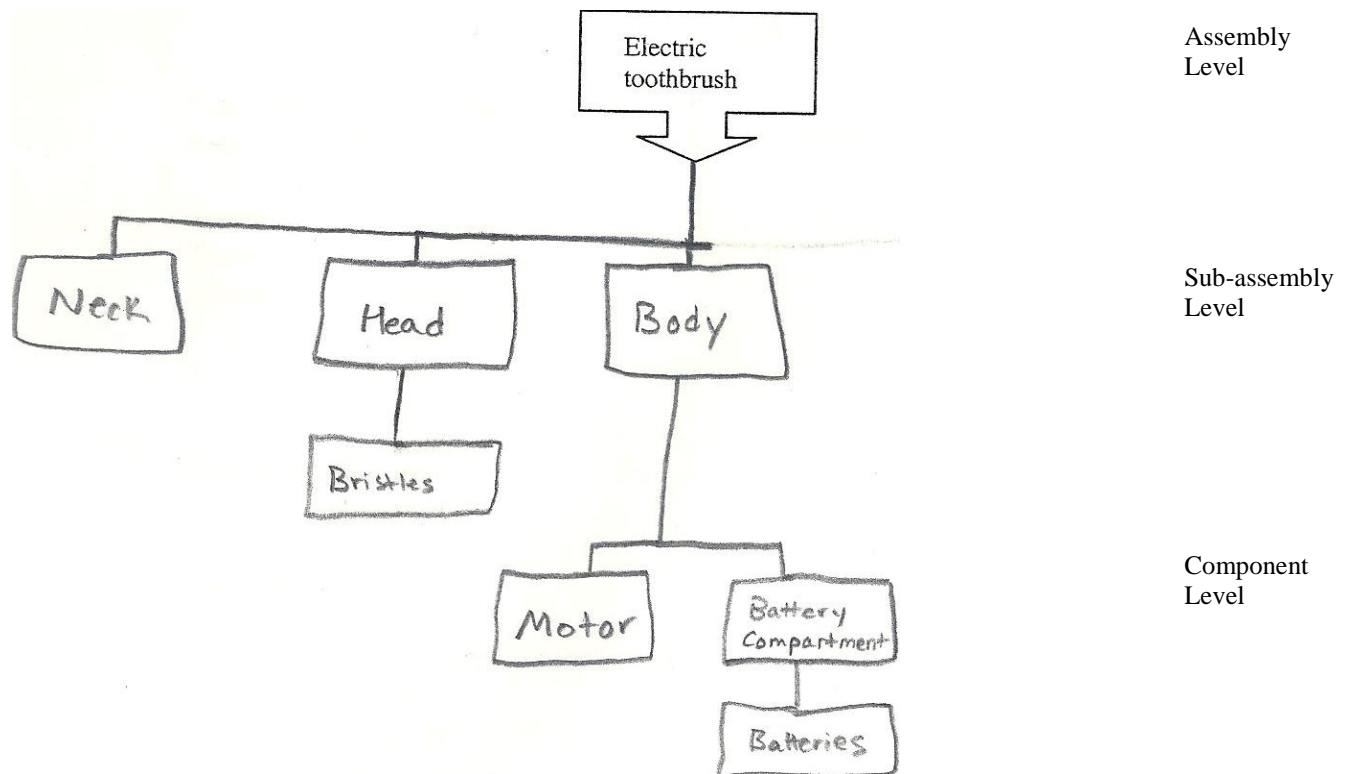 Electric
toothbrush
Assembly
Level
Neck
Head
Body
Sub-assembly
Level
Bristles
Motor
Battery
Compartment
Component
Level
Batteries